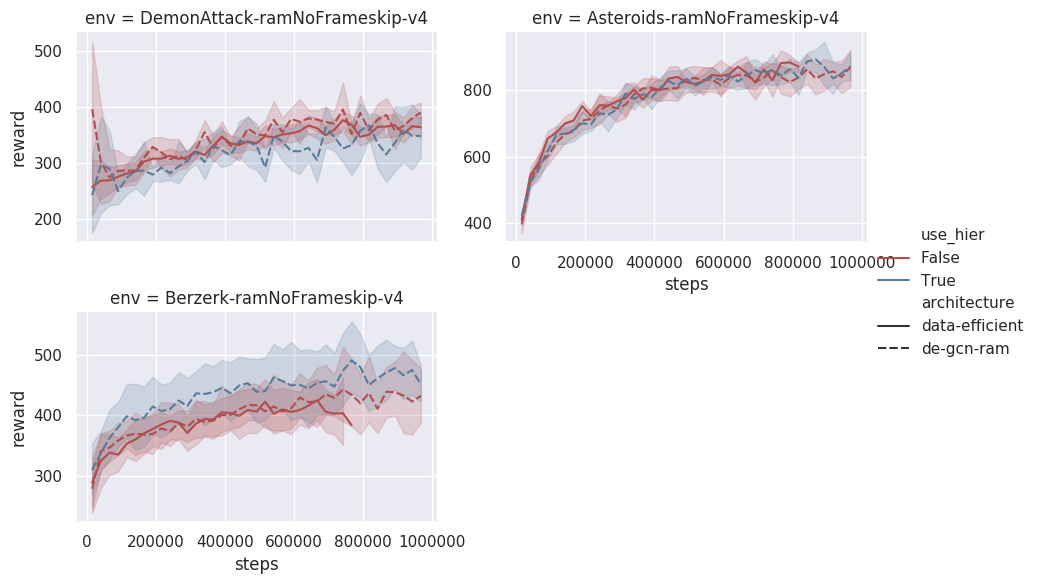 env = DemonAttack-ramNoFrameskip-v4
500
400
300
200
reward
env = Asteroids-ramNoFrameskip-v4
800
600
400
0 200000 400000 600000 800000 1000000
steps
env = Berzerk-ramNoFrameskip-v4
500
400
300
reward
0 200000 400000 600000 800000 1000000
steps
use_hier
False
True
architecture
data-efficient
de-gcn-ram